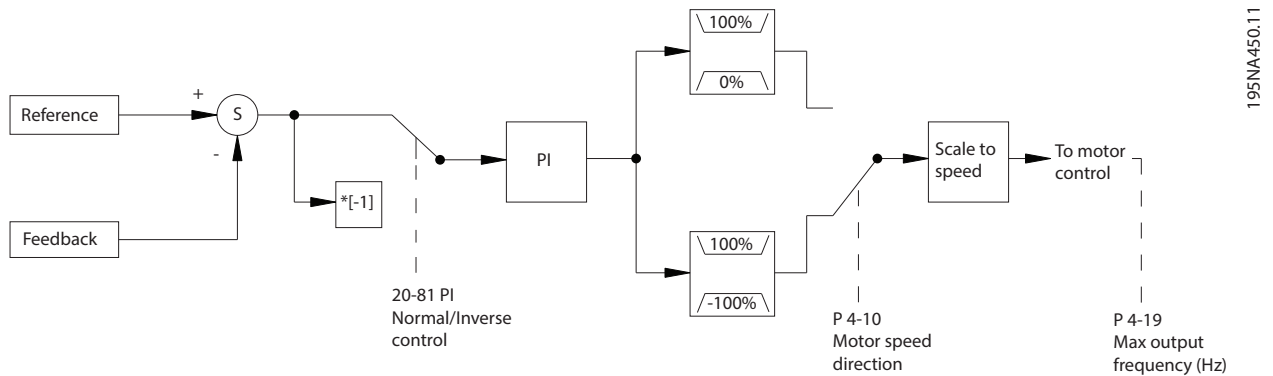 195NA450.11
100%
0%
+
Reference
S
-
*[-1]
Feedback
PI
Scale to
speed
To motor
control
100%
-100%
20-81 PI
Normal/Inverse
control
P 4-10
Motor speed
direction
P 4-19
Max output
frequency (Hz)